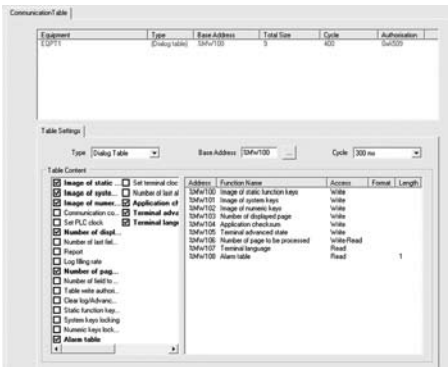 CommunicationTable
Equipment Type Base Address Total Size Cycle Authorisation
EQPT1 (Dialog table) %MW100 9 400 0xA509
Table Settings
Type Dialog Table Base Address %MW100 ... Cycle 300 ms
Table Content
Image of static ... Set terminal cloc
Image of syste... Number of last al
Image of numer... Application ch
Communication co... Terminal adva
Set PLC clock Terminal langu
Number of displ...
Number of last fiel...
Report
Log filling rate
Number of pag...
Number of field to...
Table write authori...
Clear log/Advanc...
Static function key...
System keys locking
Numeric keys lock...
Alarm table
Address Function Name Access Format Length
%MW100 Image of static function keys Write
%MW101 Image of system keys Write
%MW102 Image of numeric keys Write
%MW103 Number of displayed page Write
%MW104 Application checksum Write
%MW105 Terminal advanced state Write
%MW106 Number of page to be processed Write-Read
%MW107 Terminal language Read
%MW108 Alarm table Read 1